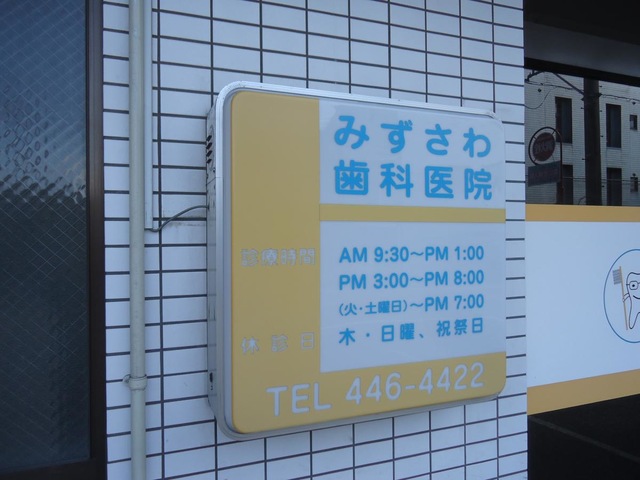 みずさわ
歯科医院
診療時間 AM 9:30～PM 1:00
PM 3:00～PM 8:00
(火・土曜日)～PM 7:00
休診日 木・日曜、祝祭日
TEL 446-4422